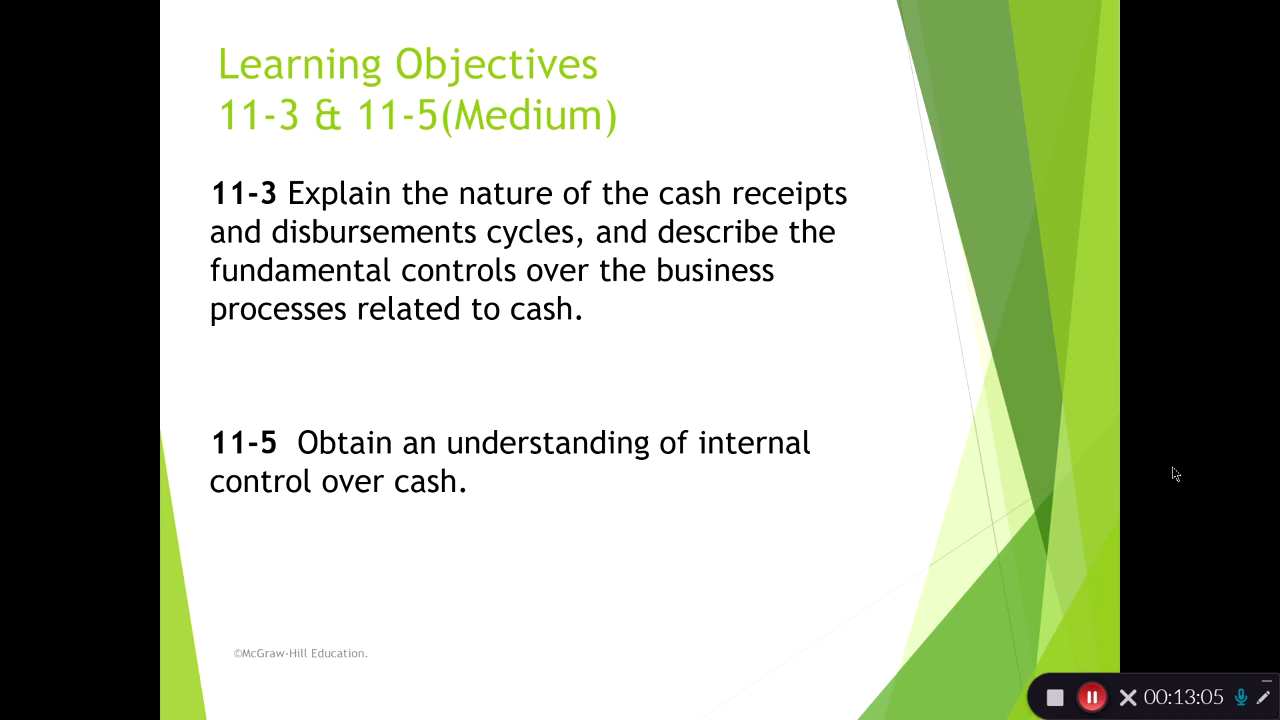 Learning Objectives
11-3 & 11-5(Medium)
11-3 Explain the nature of the cash receipts
and disbursements cycles, and describe the
fundamental controls over the business
processes related to cash.
11-5  Obtain an understanding of internal
control over cash.
©McGraw-Hill Education.
00:13:05